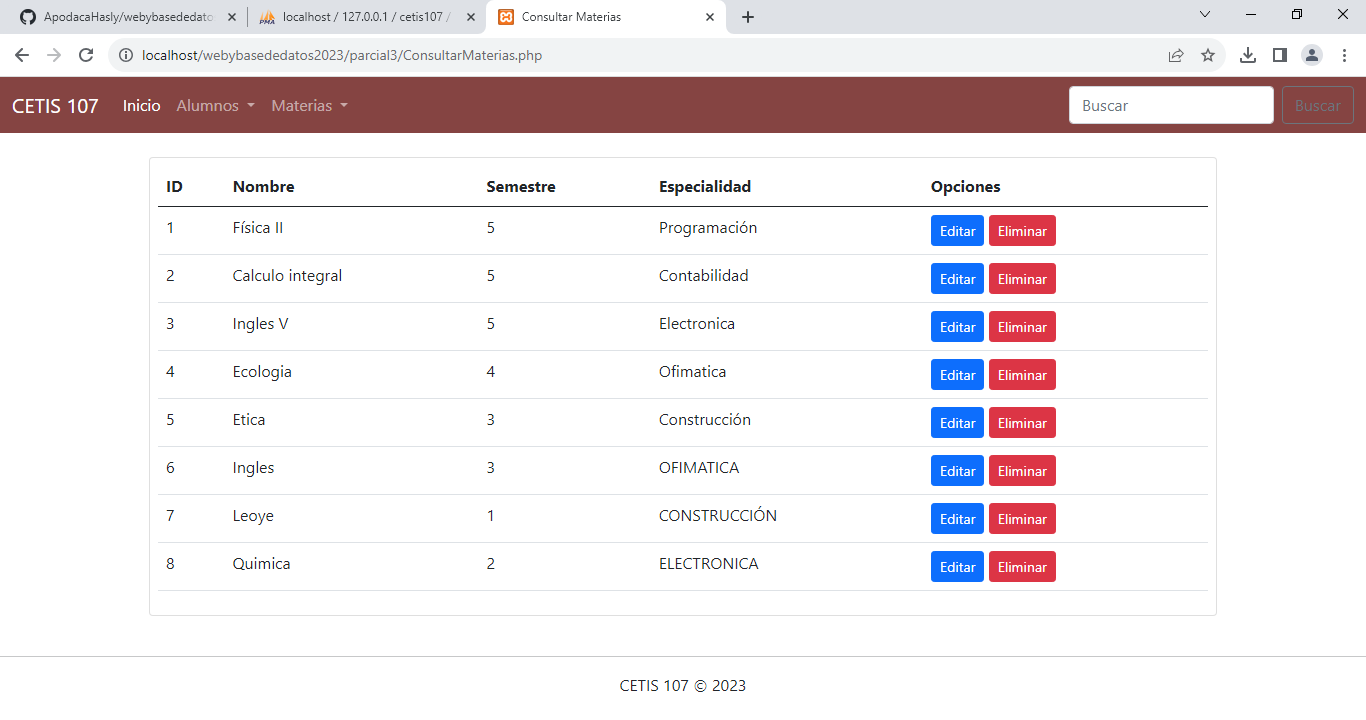 ApodacaHasly/webybasededato
localhost / 127.0.0.1 / cetis107 /
Consultar Materias
localhost/webybasededatos2023/parcial3/ConsultarMaterias.php
CETIS 107 Inicio Alumnos Materias Buscar Buscar
ID Nombre Semestre Especialidad Opciones
1 Física II 5 Programación Editar Eliminar
2 Calculo integral 5 Contabilidad Editar Eliminar
3 Ingles V 5 Electronica Editar Eliminar
4 Ecologia 4 Ofimatica Editar Eliminar
5 Etica 3 Construcción Editar Eliminar
6 Ingles 3 OFIMATICA Editar Eliminar
7 Leoye 1 CONSTRUCCIÓN Editar Eliminar
8 Quimica 2 ELECTRONICA Editar Eliminar
CETIS 107 © 2023